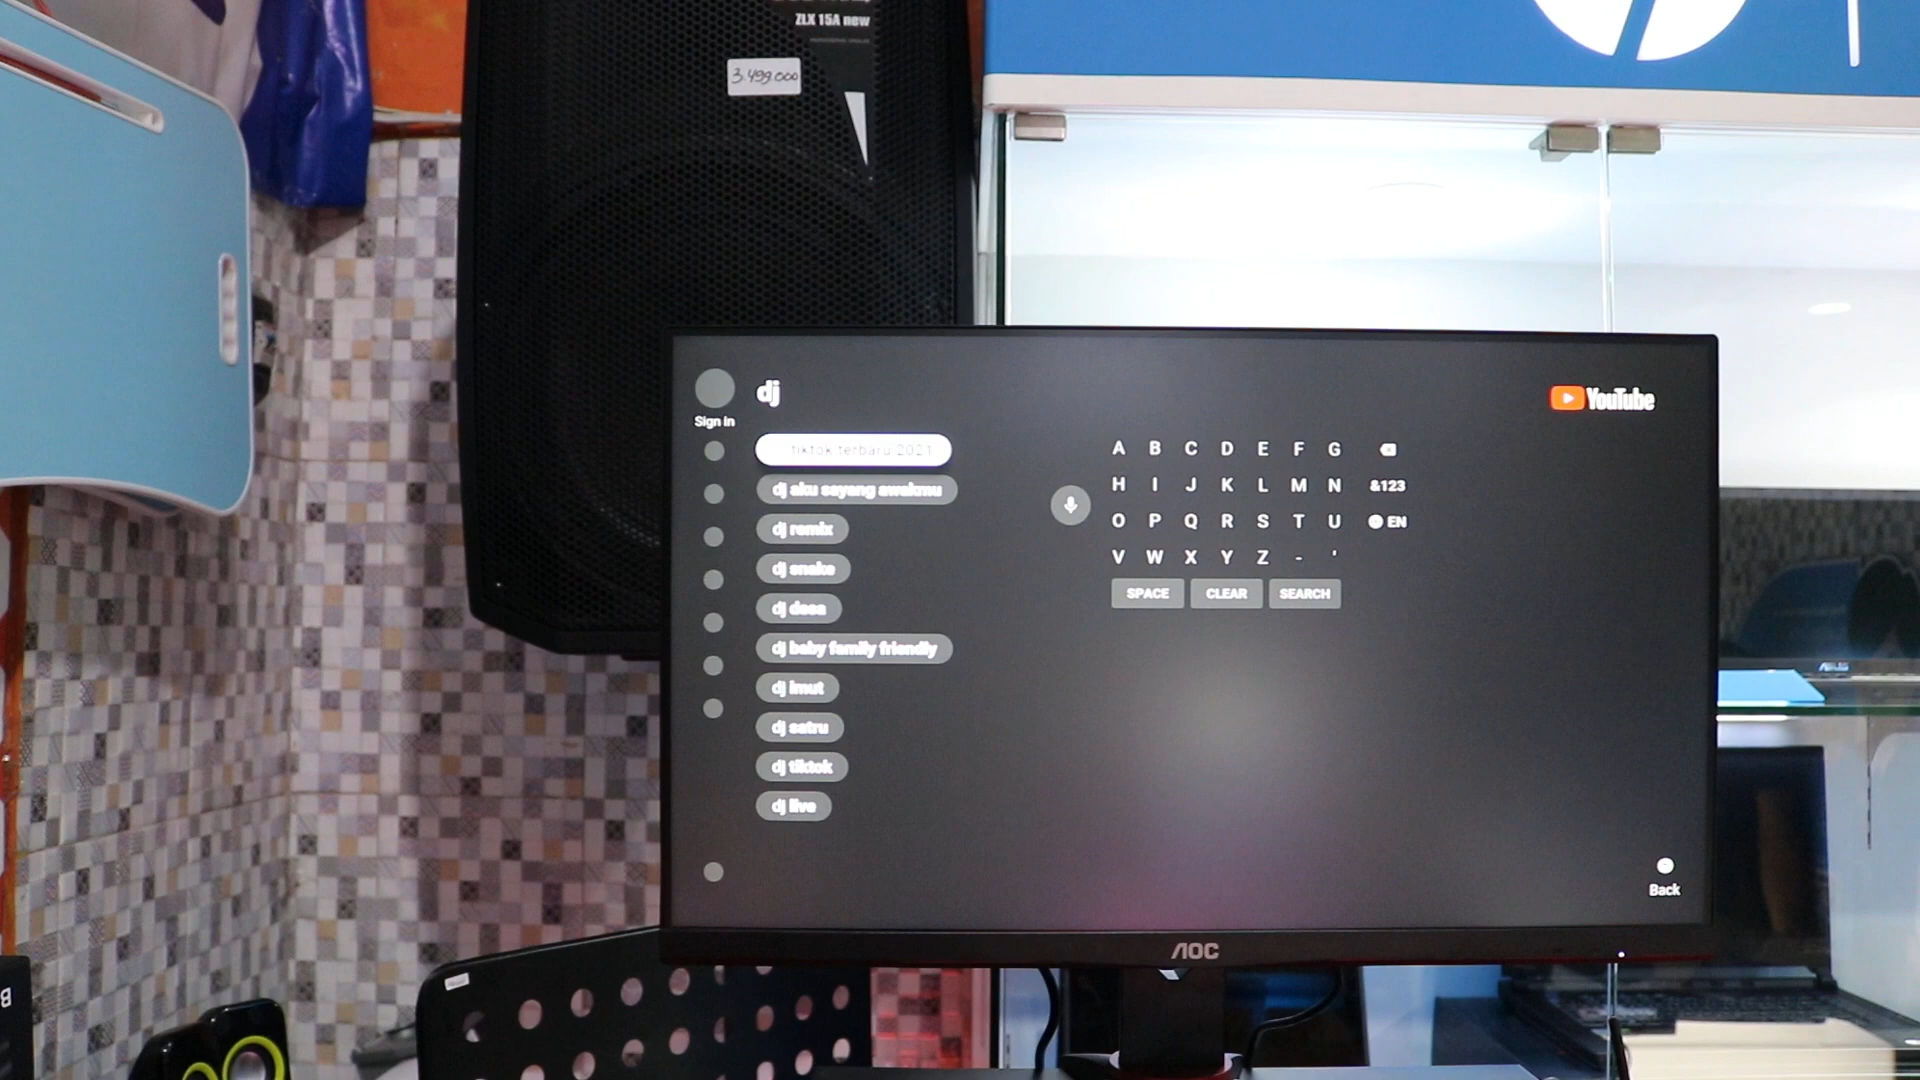 ZLX 15A new
3.499.000
dj
YouTube
Sign in
tiktok terbaru 2021
dj aku sayang awakmu
dj remix
dj snake
dj desa
dj baby family friendly
dj imut
dj satru
dj tiktok
dj live
A B C D E F G
H I J K L M N &123
O P Q R S T U EN
V W X Y Z - '
SPACE CLEAR SEARCH
Back
AOC
ASUS
B